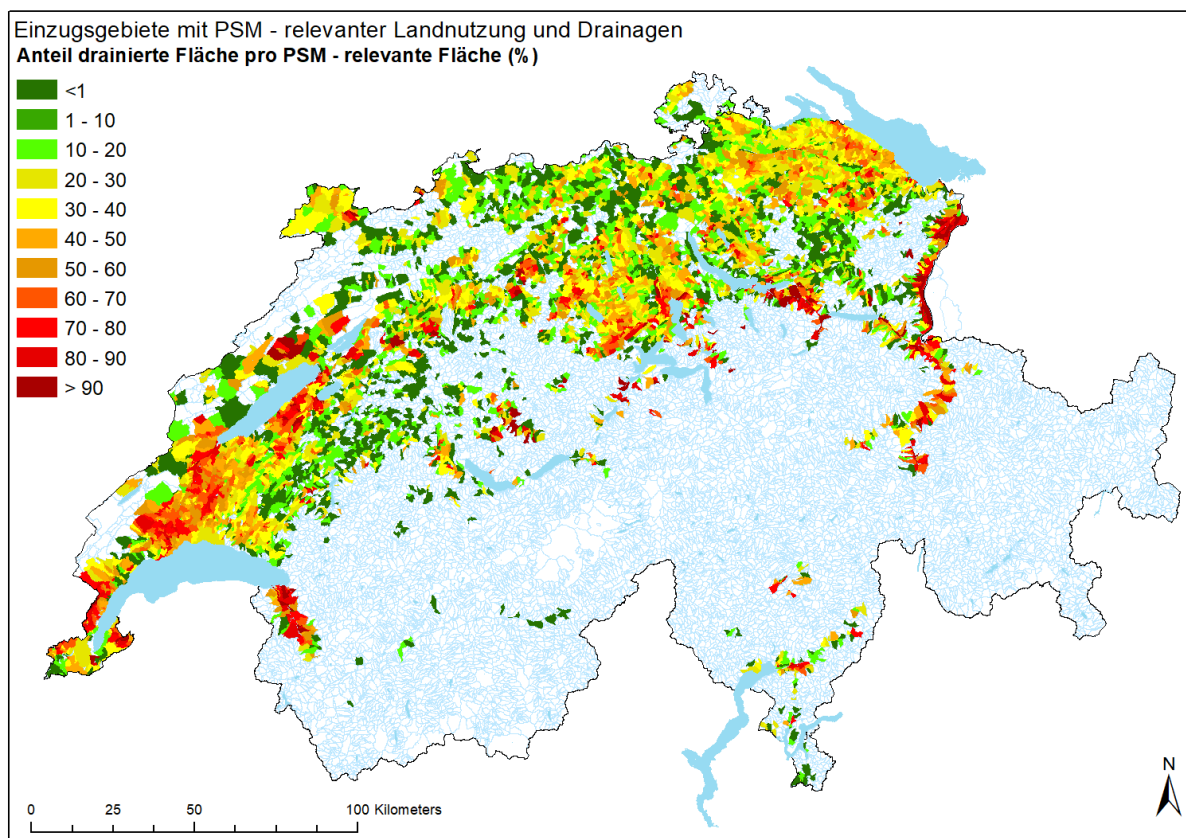 Einzugsgebiete mit PSM - relevanter Landnutzung und Drainagen
Anteil drainierte Fläche pro PSM - relevante Fläche (%)
<1
1 - 10
10 - 20
20 - 30
30 - 40
40 - 50
50 - 60
60 - 70
70 - 80
80 - 90
> 90
N
0 25 50 100 Kilometers